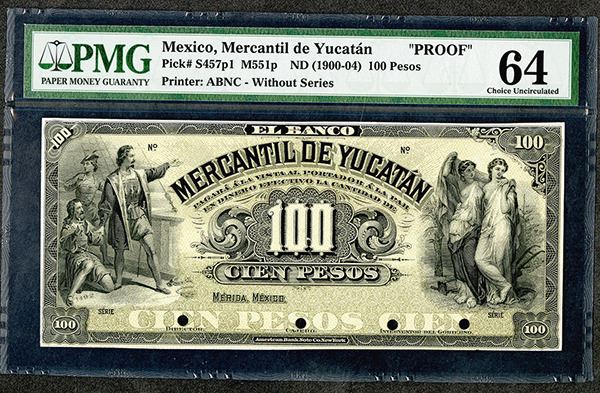 PMG
PAPER MONEY GUARANTY
Mexico, Mercantil de Yucatán "PROOF"
Pick# S457p1 M551p ND (1900-04) 100 Pesos
Printer: ABNC - Without Series
64
Choice Uncirculated
100
EL BANCO
100
Nº
Nº
MERCANTIL DE YUCATÁN
PAGARÁ Á LA VISTA AL PORTADOR Á LA PAR
EN DINERO EFECTIVO LA CANTIDAD DE
100
CIEN PESOS
MÉRIDA, MÉXICO,
SÉRIE
SÉRIE
100
CIEN PESOS CIEN
100
DIRECTOR.
CAJERO.
INTERVENTOR DEL GOBIERNO.
American Bank Note Co. New York